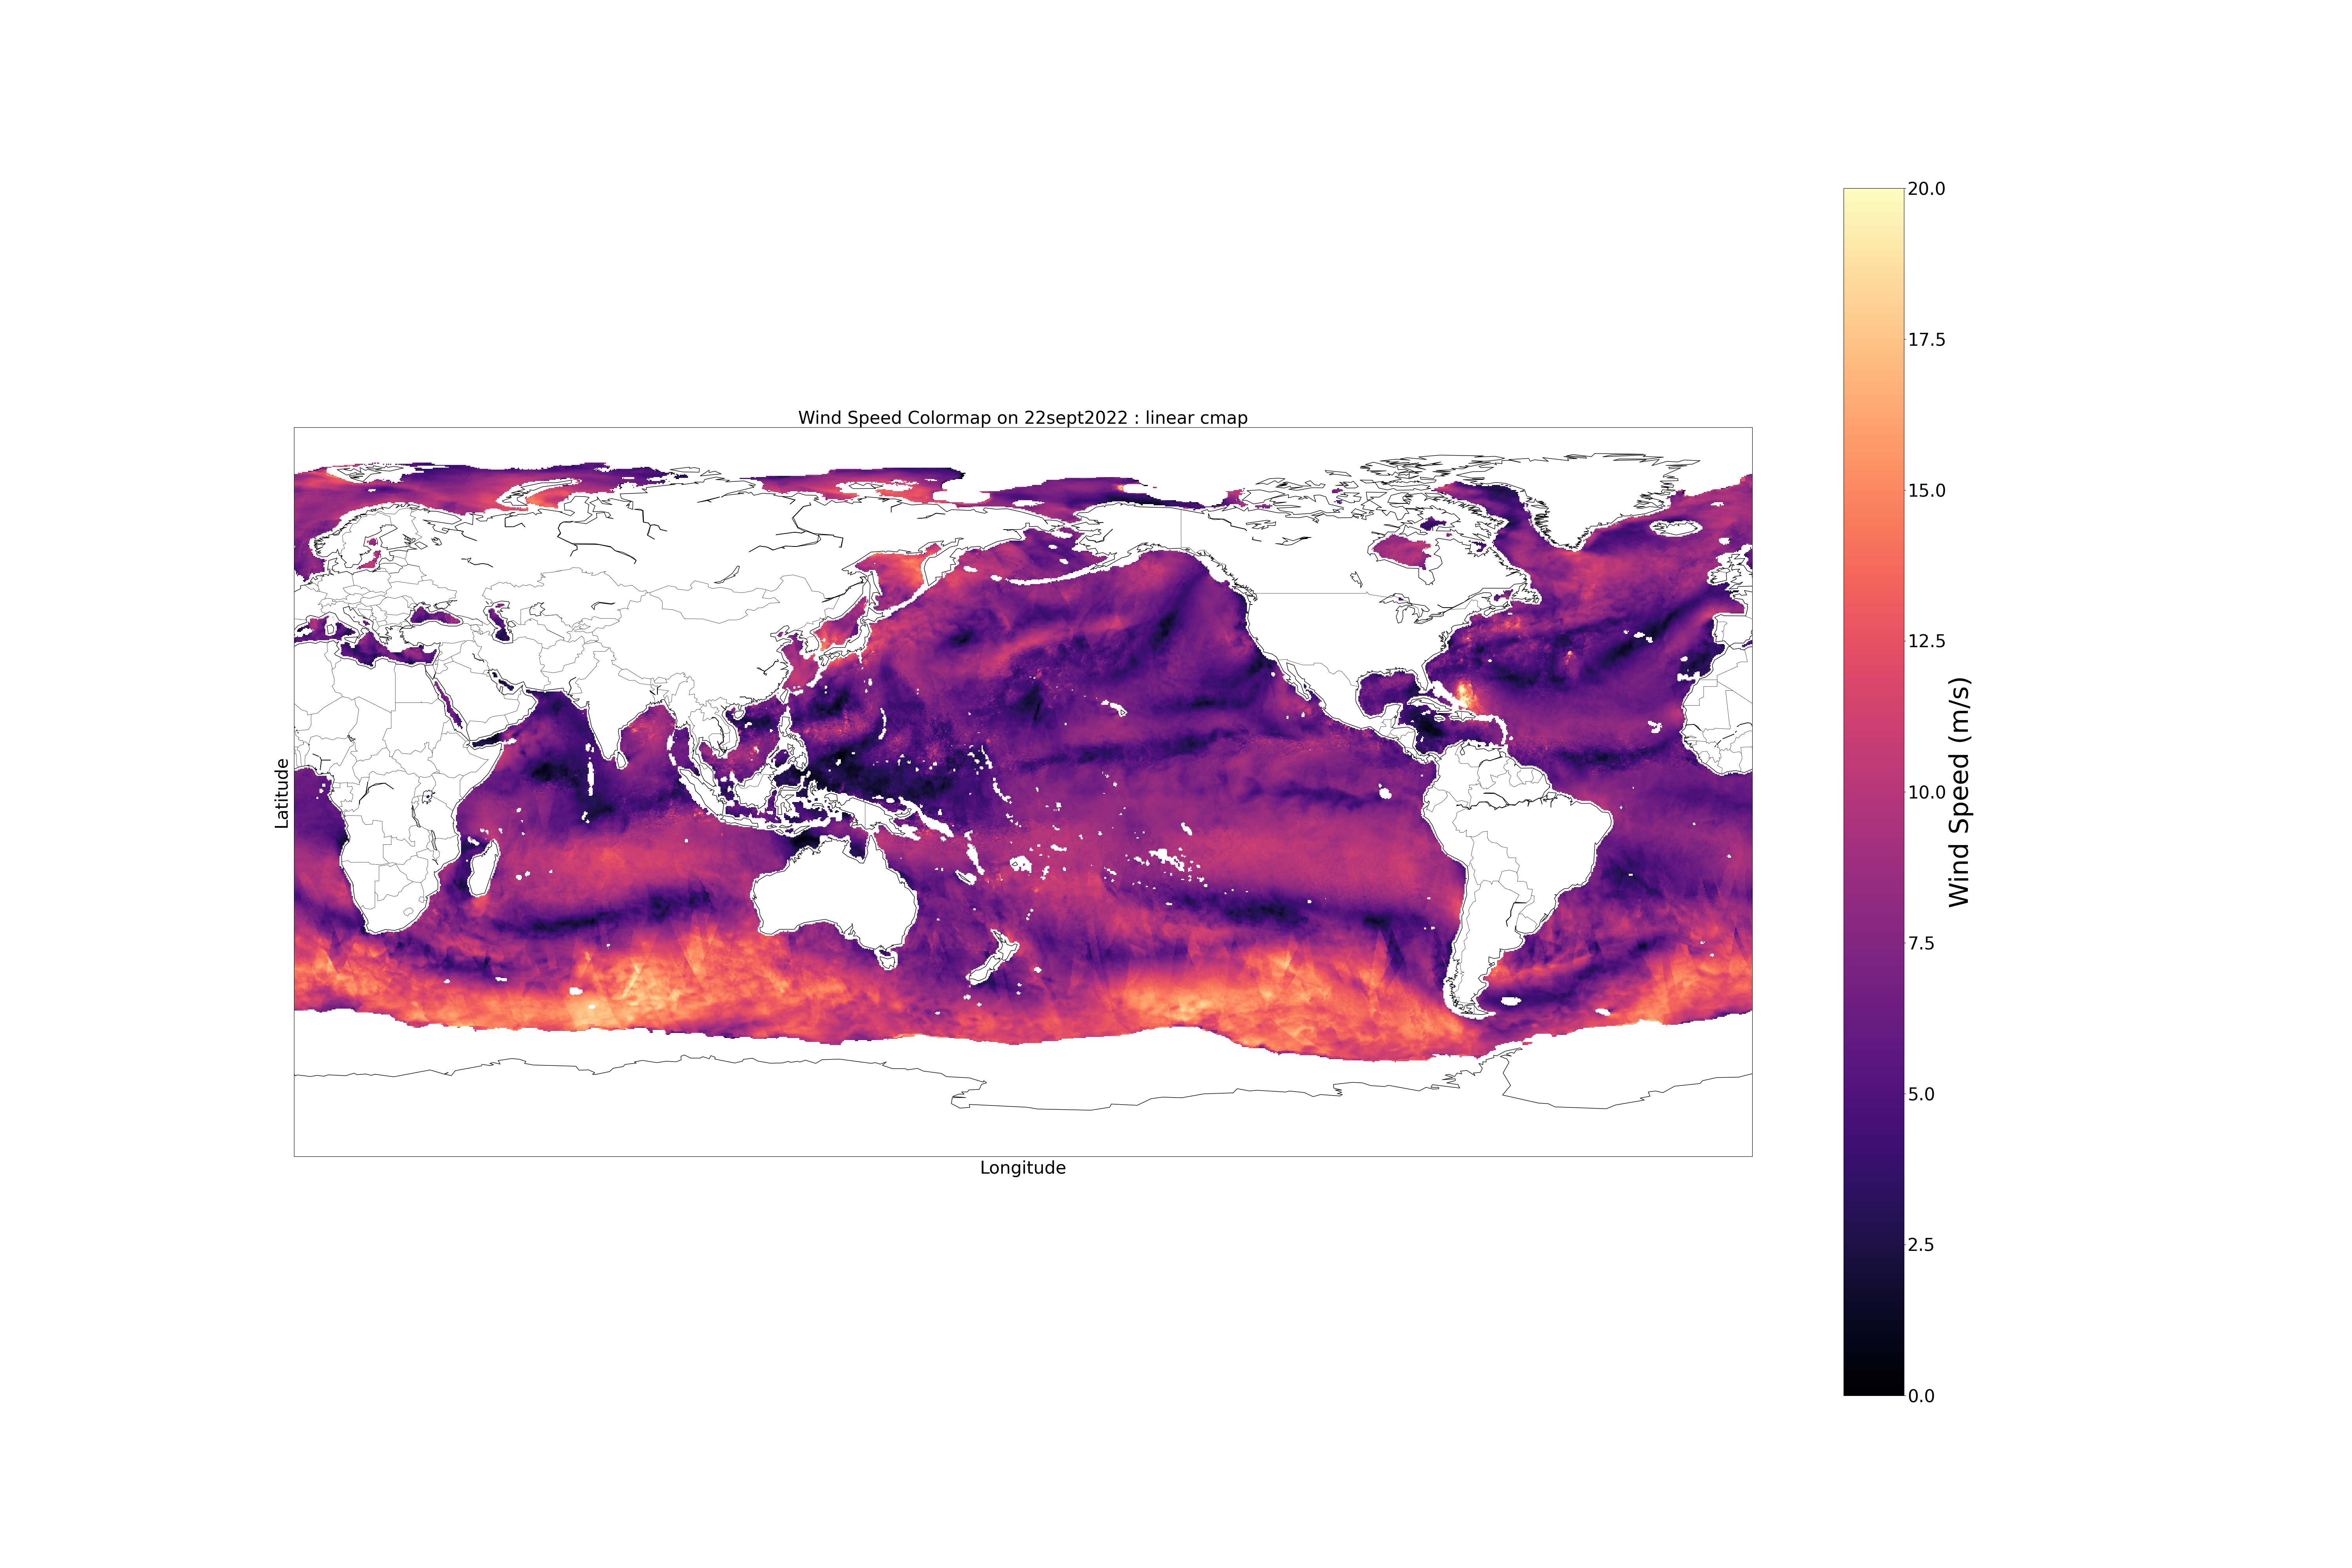 Wind Speed Colormap on 22sept2022 : linear cmap
Latitude
Longitude
20.0
17.5
15.0
12.5
10.0
7.5
5.0
2.5
0.0
Wind Speed (m/s)